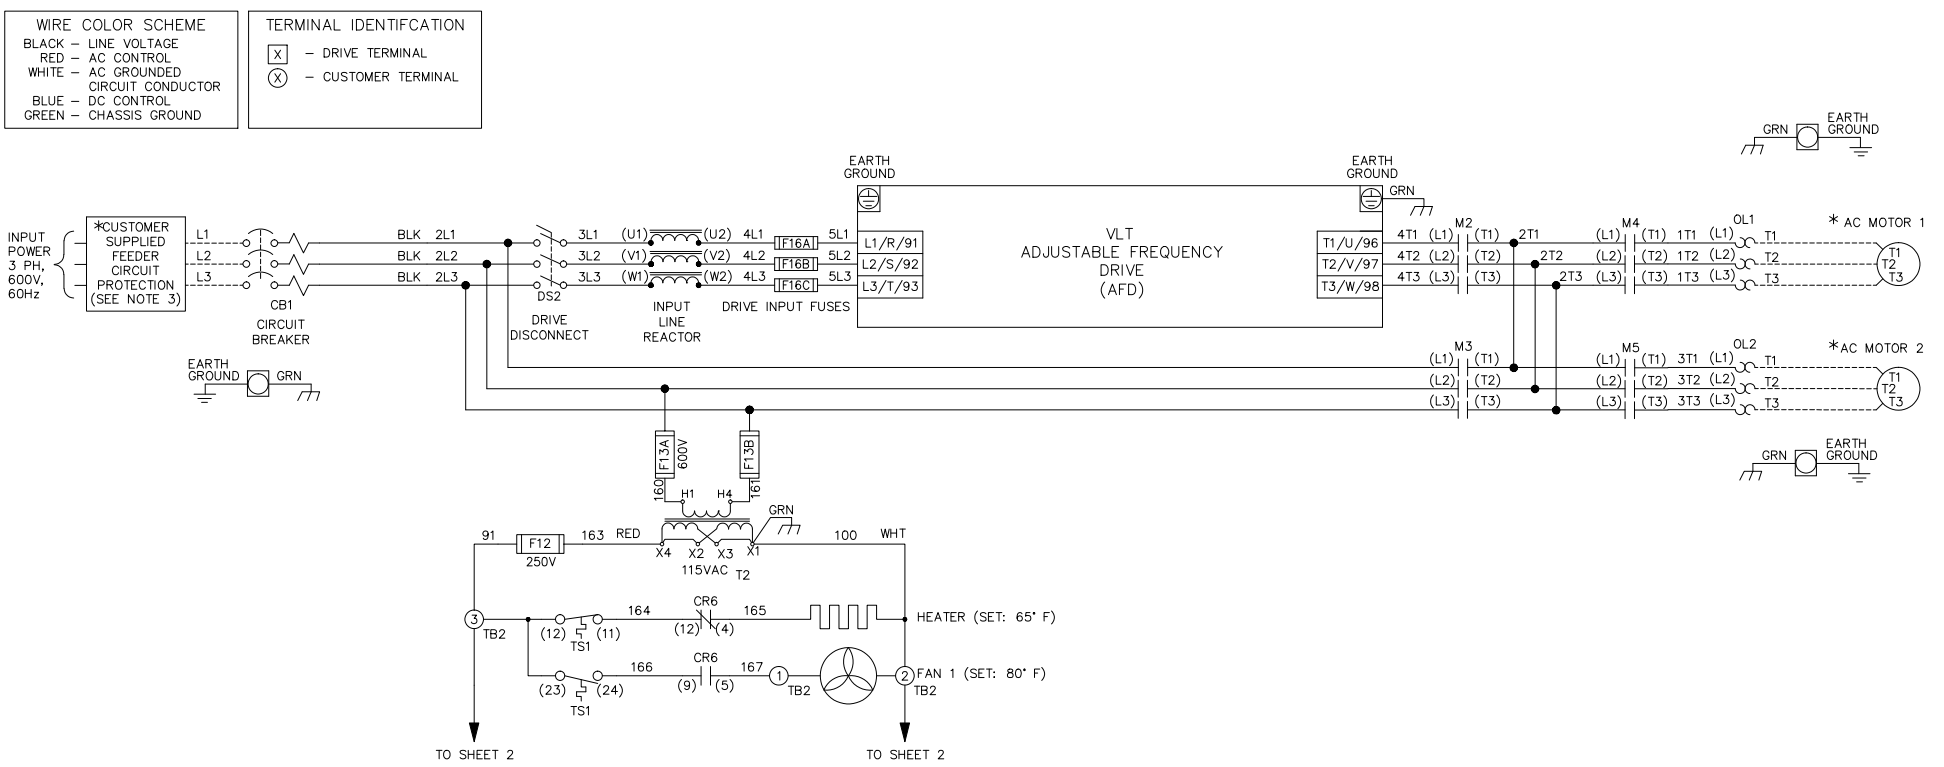 WIRE COLOR SCHEME
BLACK – LINE VOLTAGE
RED – AC CONTROL
WHITE – AC GROUNDED
CIRCUIT CONDUCTOR
BLUE – DC CONTROL
GREEN – CHASSIS GROUND
TERMINAL IDENTIFCATION
X – DRIVE TERMINAL
X – CUSTOMER TERMINAL
GRN
EARTH
GROUND
EARTH
GROUND
EARTH
GROUND
GRN
INPUT
POWER
3 PH,
600V,
60Hz
*CUSTOMER
SUPPLIED
FEEDER
CIRCUIT
PROTECTION
(SEE NOTE 3)
L1
L2
L3
CB1
CIRCUIT
BREAKER
BLK 2L1
BLK 2L2
BLK 2L3
DS2
DRIVE
DISCONNECT
3L1 (U1) (U2) 4L1 F16A 5L1 L1/R/91
3L2 (V1) (V2) 4L2 F16B 5L2 L2/S/92
3L3 (W1) (W2) 4L3 F16C 5L3 L3/T/93
INPUT
LINE
REACTOR
DRIVE INPUT FUSES
VLT
ADJUSTABLE FREQUENCY
DRIVE
(AFD)
M2 M4 OL1 * AC MOTOR 1
T1/U/96 4T1 (L1) (T1) 2T1 (L1) (T1) 1T1 (L1) T1
T2/V/97 4T2 (L2) (T2) 2T2 (L2) (T2) 1T2 (L2) T2
T3/W/98 4T3 (L3) (T3) 2T3 (L3) (T3) 1T3 (L3) T3
T1
T2
T3
EARTH
GROUND GRN
M3 M5 OL2 *AC MOTOR 2
(L1) (T1) (L1) (T1) 3T1 (L1) T1
(L2) (T2) (L2) (T2) 3T2 (L2) T2
(L3) (T3) (L3) (T3) 3T3 (L3) T3
T1
T2
T3
GRN
EARTH
GROUND
F13A
600V
F13B
160
161
H1 H4
GRN
91 F12 163 RED
250V
X4 X2 X3 X1
100 WHT
115VAC T2
3
TB2
(12) (11)
TS1
164
CR6
(12) (4)
165
HEATER (SET: 65° F)
(23) (24)
TS1
166
CR6
(9) (5)
167
1
TB2
2
TB2
FAN 1 (SET: 80° F)
TO SHEET 2
TO SHEET 2